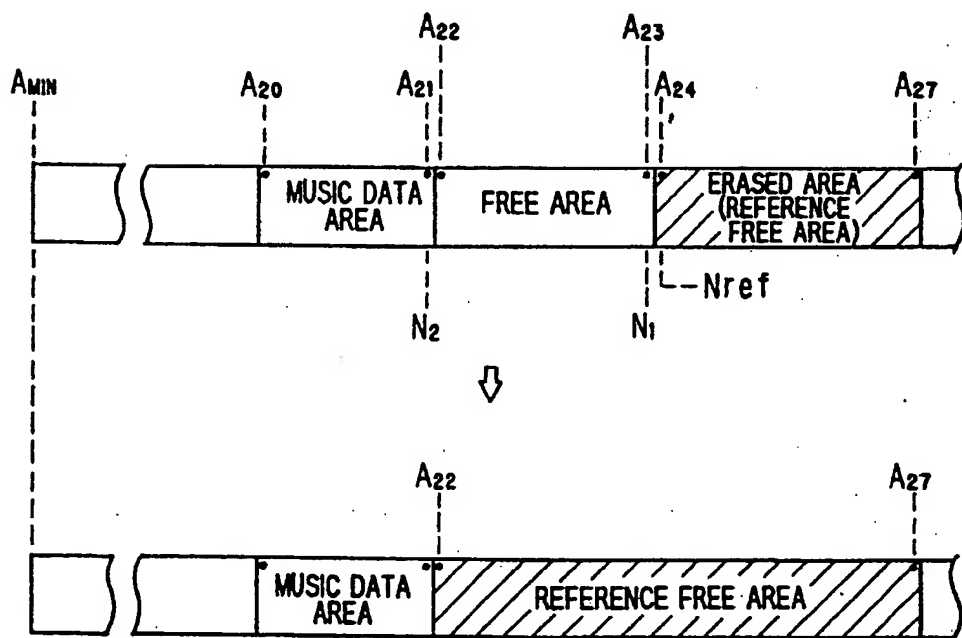 A22 A23
AMIN A20 A21 A24 A27
MUSIC DATA AREA
FREE AREA
ERASED AREA (REFERENCE FREE AREA)
Nref
N2 N1
A22 A27
MUSIC DATA AREA
REFERENCE FREE AREA